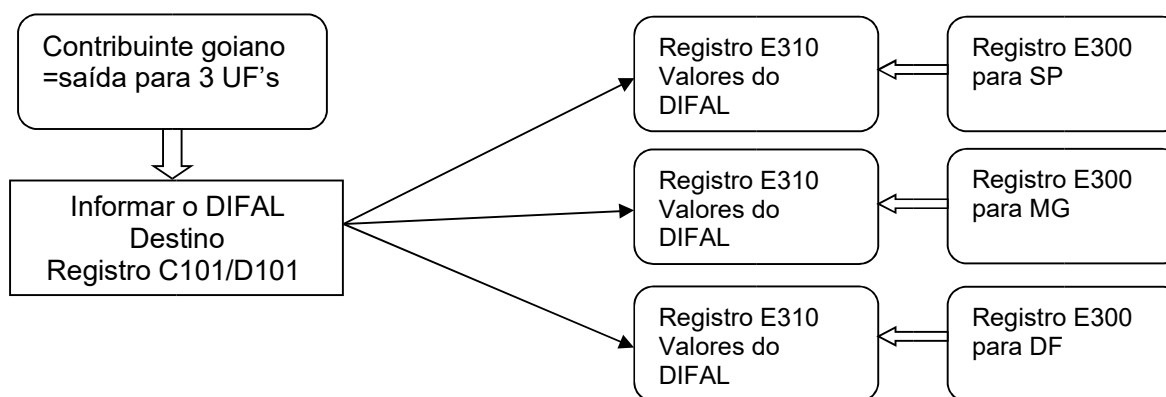 Contribuinte goiano
=saída para 3 UF’s
Informar o DIFAL
Destino
Registro C101/D101
Registro E310
Valores do
DIFAL
Registro E300
para SP
Registro E310
Valores do
DIFAL
Registro E300
para MG
Registro E310
Valores do
DIFAL
Registro E300
para DF